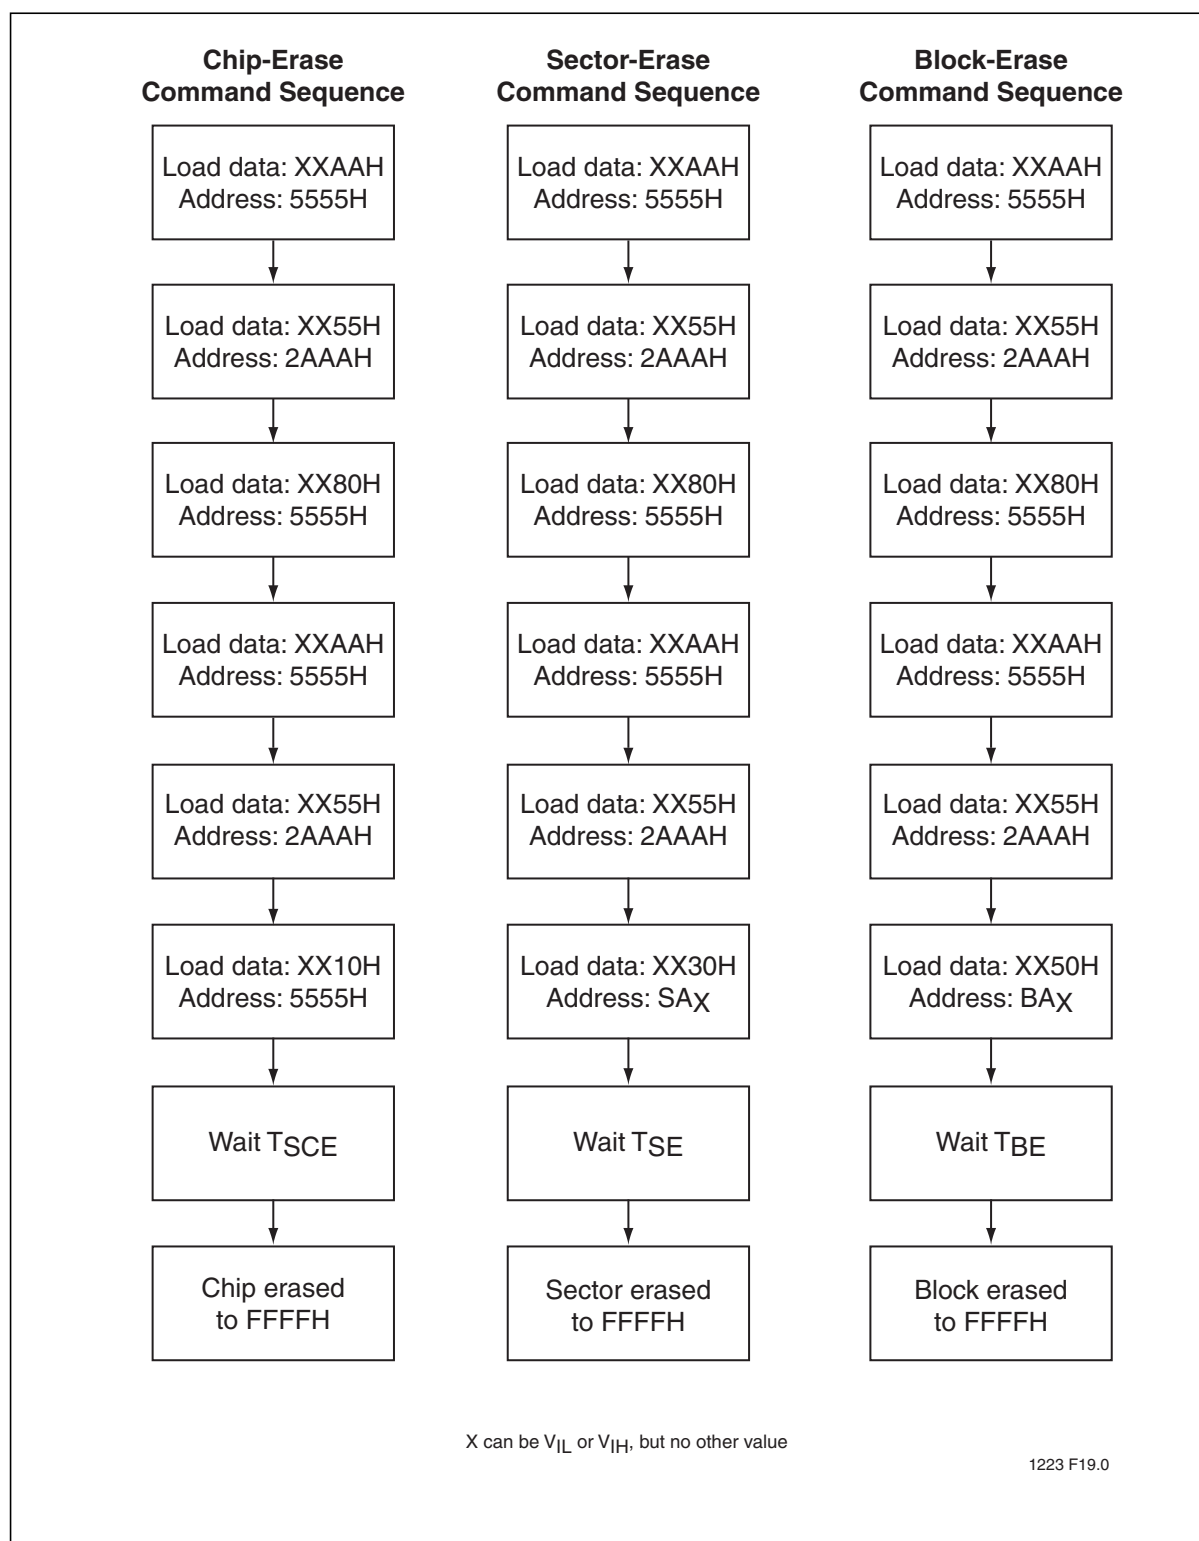 Chip-Erase
Command Sequence
Load data: XXAAH
Address: 5555H
Load data: XX55H
Address: 2AAAH
Load data: XX80H
Address: 5555H
Load data: XXAAH
Address: 5555H
Load data: XX55H
Address: 2AAAH
Load data: XX10H
Address: 5555H
Wait TSCE
Chip erased
to FFFFH
Sector-Erase
Command Sequence
Load data: XXAAH
Address: 5555H
Load data: XX55H
Address: 2AAAH
Load data: XX80H
Address: 5555H
Load data: XXAAH
Address: 5555H
Load data: XX55H
Address: 2AAAH
Load data: XX30H
Address: SAX
Wait TSE
Sector erased
to FFFFH
Block-Erase
Command Sequence
Load data: XXAAH
Address: 5555H
Load data: XX55H
Address: 2AAAH
Load data: XX80H
Address: 5555H
Load data: XXAAH
Address: 5555H
Load data: XX55H
Address: 2AAAH
Load data: XX50H
Address: BAX
Wait TBE
Block erased
to FFFFH
X can be VIL or VIH, but no other value
1223 F19.0